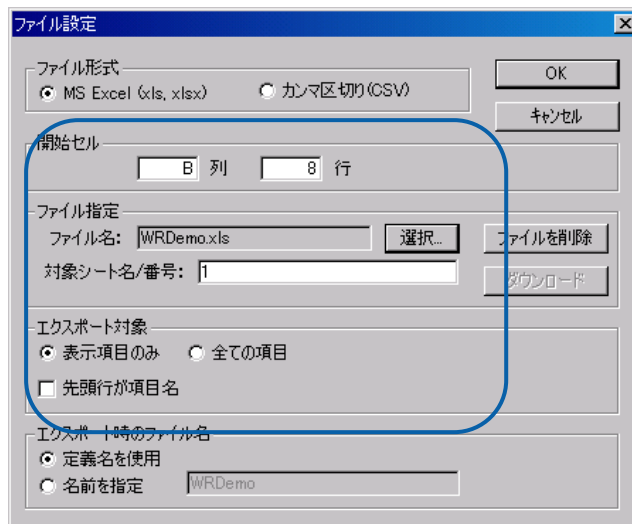 ファイル設定
ファイル形式
MS Excel (xls, xlsx) カンマ区切り(CSV)
OK
キャンセル
開始セル
B 列 8 行
ファイル指定
ファイル名: WRDemo.xls 選択... ファイルを削除
対象シート名/番号: 1
ダウンロード
エクスポート対象
表示項目のみ 全ての項目
先頭行が項目名
エクスポート時のファイル名
定義名を使用
名前を指定 WRDemo